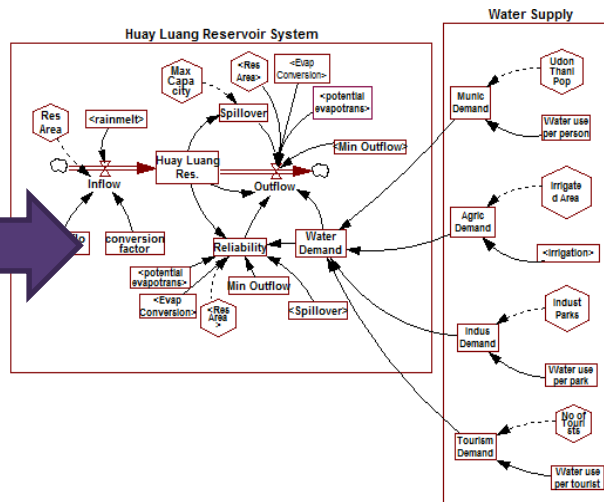 Huay Luang Reservoir System
Water Supply
Max
Capa
city
<Res
Area>
<Evap
Conversion>
<potential
evapotrans>
Res
Area
<rainmelt>
Spillover
<Min Outflow>
Huay Luang
Res.
Inflow
Outflow
conversion
factor
Reliability
Water
Demand
<potential
evapotrans>
<Evap
Conversion>
<Res
Area
>
Min Outflow
<Spillover>
Udon
Thani
Pop
Munic
Demand
Water use
per person
Irrigate
d Area
Agric
Demand
<Irrigation>
Indust
Parks
Indus
Demand
Water use
per park
No of
Touri
sts
Tourism
Demand
Water use
per tourist